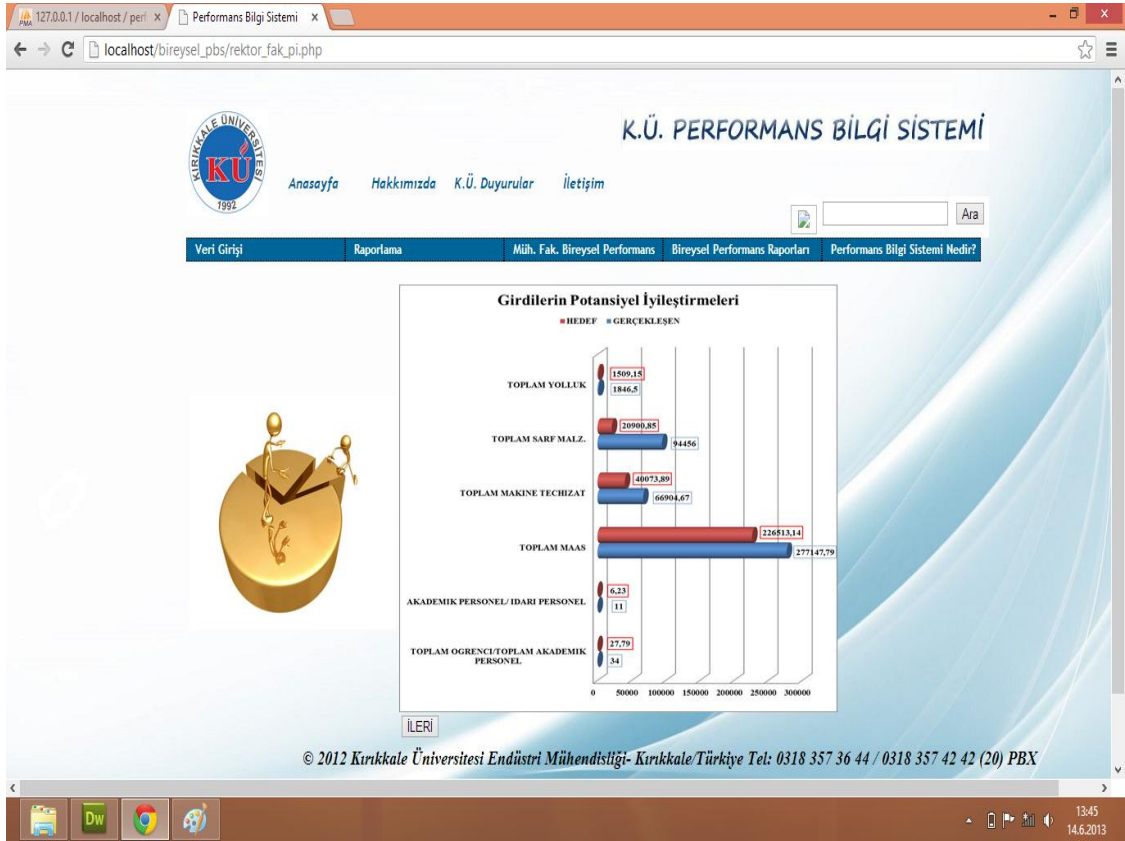 127.0.0.1 / localhost / perf
Performans Bilgi Sistemi
localhost/bireysel_pbs/rektor_fak_pi.php
KIRIKKALE ÜNİVERSİTESİ
KÜ
1992
K.Ü. PERFORMANS BİLGİ SİSTEMİ
Anasayfa Hakkımızda K.Ü. Duyurular İletişim
Ara
Veri Girişi Raporlama Müh. Fak. Bireysel Performans Bireysel Performans Raporları Performans Bilgi Sistemi Nedir?
Girdilerin Potansiyel İyileştirmeleri
HEDEF GERÇEKLEŞEN
TOPLAM YOLLUK
1509,15
1846,5
TOPLAM SARF MALZ.
20900,85
94456
TOPLAM MAKINE TECHIZAT
40073,89
66904,67
TOPLAM MAAS
226513,14
277147,79
AKADEMIK PERSONEL/ IDARI PERSONEL
6,23
11
TOPLAM OGRENCI/TOPLAM AKADEMIK
PERSONEL
27,79
34
0 50000 100000 150000 200000 250000 300000
İLERİ
© 2012 Kırıkkale Üniversitesi Endüstri Mühendisliği- Kırıkkale/Türkiye Tel: 0318 357 36 44 / 0318 357 42 42 (20) PBX
Dw
13:45
14.6.2013